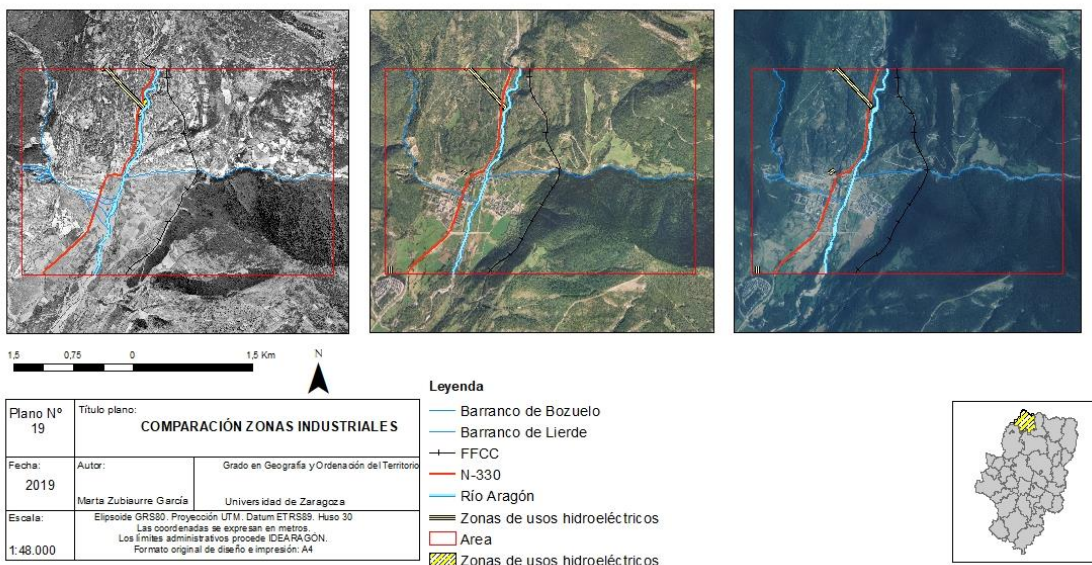 1,5 0,75 0 1,5 Km
N
Plano Nº
19
Título plano:
COMPARACIÓN ZONAS INDUSTRIALES
Fecha:
2019
Autor:
Marta Zubiaurre García
Grado en Geografía y Ordenación del Territorio
Universidad de Zaragoza
Escala:
1:48.000
Elipsoide GRS80. Proyección UTM. Datum ETRS89. Huso 30
Las coordenadas se expresan en metros.
Los límites administrativos procede IDEARAGÓN.
Formato original de diseño e impresión: A4
Leyenda
Barranco de Bozuelo
Barranco de Lierde
FFCC
N-330
Río Aragón
Zonas de usos hidroeléctricos
Area
Zonas de usos hidroeléctricos